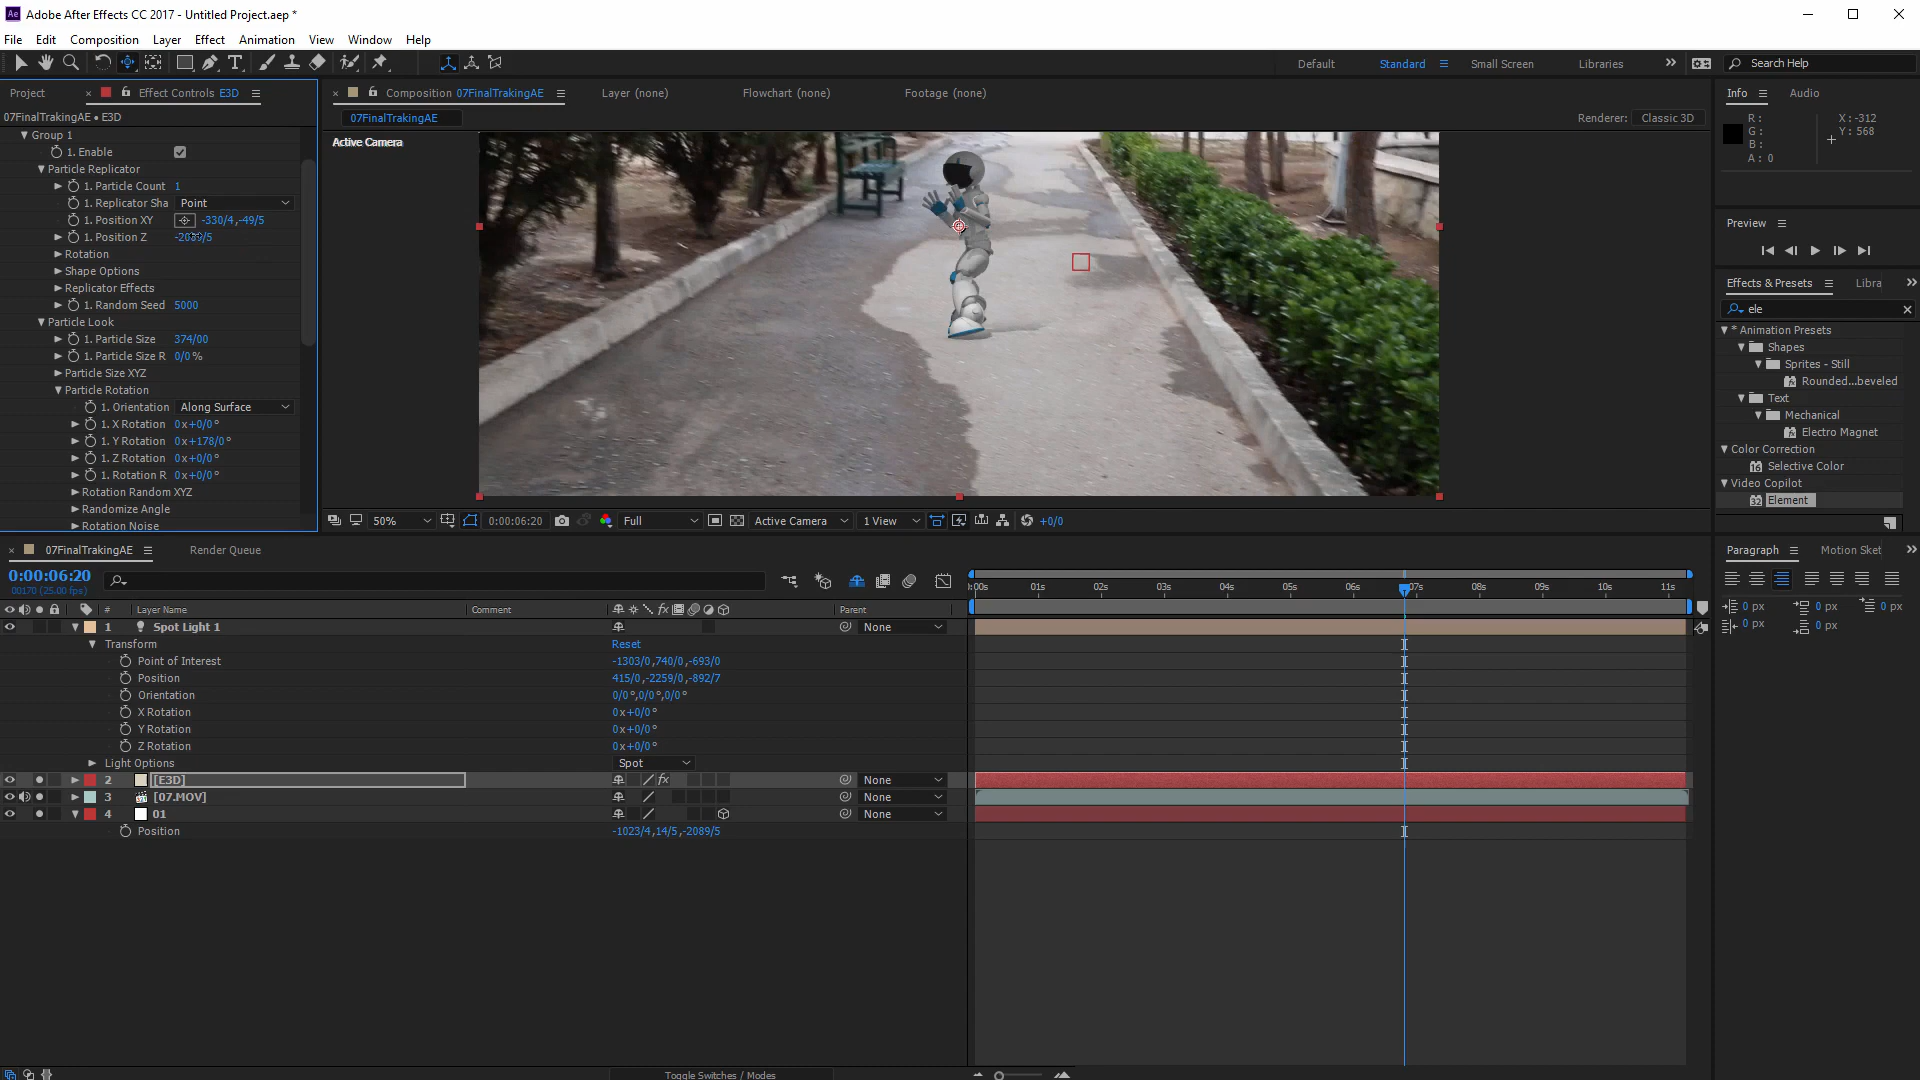 Adobe After Effects CC 2017 - Untitled Project.aep *
File Edit Composition Layer Effect Animation View Window Help
Default Standard Small Screen Libraries Search Help
Project Effect Controls E3D
07FinalTrakingAE • E3D
Group 1
1. Enable
Particle Replicator
1. Particle Count 1
1. Replicator Sha Point
1. Position XY -330/4,-49/5
1. Position Z -2089/5
Rotation
Shape Options
Replicator Effects
1. Random Seed 5000
Particle Look
1. Particle Size 374/00
1. Particle Size R 0/0 %
Particle Size XYZ
Particle Rotation
1. Orientation Along Surface
1. X Rotation 0 x +0/0 °
1. Y Rotation 0 x +178/0 °
1. Z Rotation 0 x +0/0 °
1. Rotation R 0 x +0/0 °
Rotation Random XYZ
Randomize Angle
Rotation Noise
Composition 07FinalTrakingAE Layer (none) Flowchart (none) Footage (none)
07FinalTrakingAE Renderer: Classic 3D
Active Camera
50% 0:00:06:20 Full Active Camera 1 View +0/0
Info Audio
R :
G :
B :
A : 0
X : -312
Y : 568
Preview
Effects & Presets Libra
ele
* Animation Presets
Shapes
Sprites - Still
Rounded...beveled
Text
Mechanical
Electro Magnet
Color Correction
Selective Color
Video Copilot
Element
Paragraph Motion Sket
0 px 0 px 0 px
0 px 0 px
07FinalTrakingAE Render Queue
0:00:06:20
00170 (25.00 fps)
:00s 01s 02s 03s 04s 05s 06s 07s 08s 09s 10s 11s
# Layer Name Comment Parent
1 Spot Light 1 None
Transform Reset
Point of Interest -1303/0,740/0,-693/0
Position 415/0,-2259/0,-892/7
Orientation 0/0 °,0/0 °,0/0 °
X Rotation 0 x +0/0 °
Y Rotation 0 x +0/0 °
Z Rotation 0 x +0/0 °
Light Options Spot
2 [E3D] None
3 [07.MOV] None
4 01 None
Position -1023/4,14/5,-2089/5
Toggle Switches / Modes